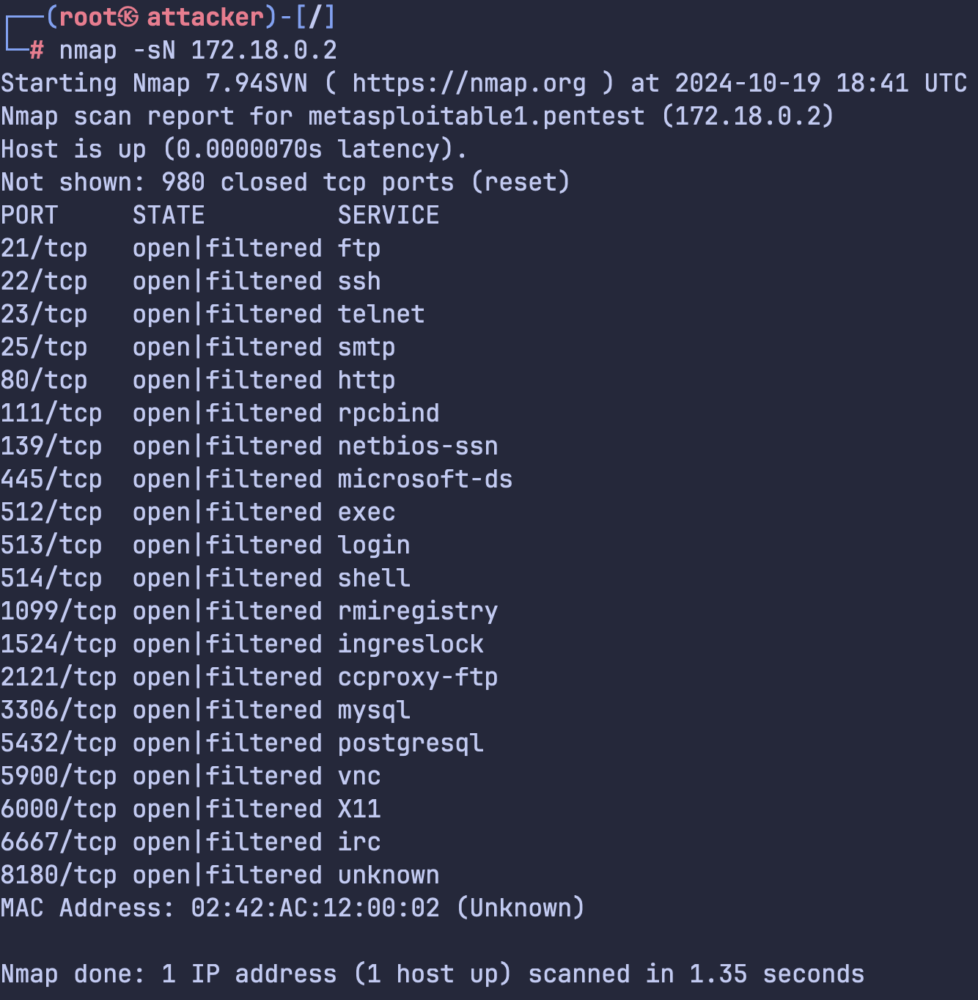 ┌──(root㉿attacker)-[/]
└─# nmap -sN 172.18.0.2
Starting Nmap 7.94SVN ( https://nmap.org ) at 2024-10-19 18:41 UTC
Nmap scan report for metasploitable1.pentest (172.18.0.2)
Host is up (0.0000070s latency).
Not shown: 980 closed tcp ports (reset)
PORT     STATE         SERVICE
21/tcp   open|filtered ftp
22/tcp   open|filtered ssh
23/tcp   open|filtered telnet
25/tcp   open|filtered smtp
80/tcp   open|filtered http
111/tcp  open|filtered rpcbind
139/tcp  open|filtered netbios-ssn
445/tcp  open|filtered microsoft-ds
512/tcp  open|filtered exec
513/tcp  open|filtered login
514/tcp  open|filtered shell
1099/tcp open|filtered rmiregistry
1524/tcp open|filtered ingreslock
2121/tcp open|filtered ccproxy-ftp
3306/tcp open|filtered mysql
5432/tcp open|filtered postgresql
5900/tcp open|filtered vnc
6000/tcp open|filtered X11
6667/tcp open|filtered irc
8180/tcp open|filtered unknown
MAC Address: 02:42:AC:12:00:02 (Unknown)

Nmap done: 1 IP address (1 host up) scanned in 1.35 seconds